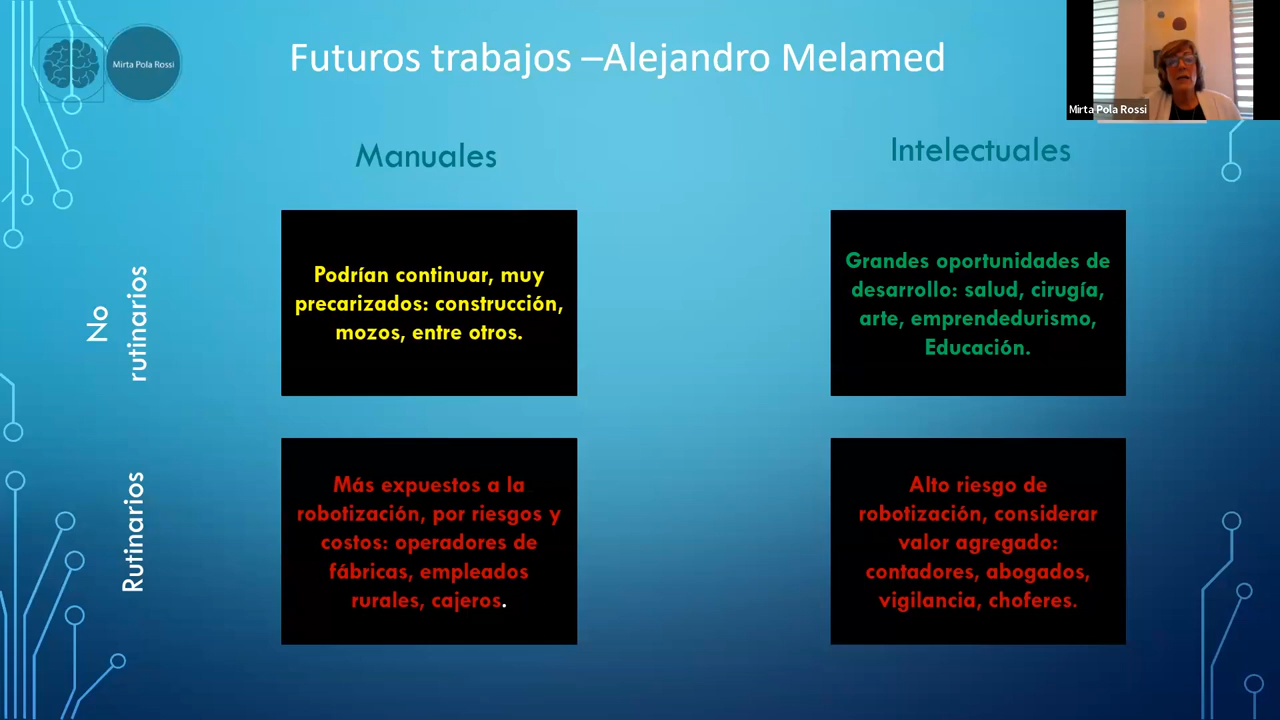 Mirta Pola Rossi
Futuros trabajos –Alejandro Melamed
Mirta Pola Rossi
Manuales
Intelectuales
No
rutinarios
Podrían continuar, muy
precarizados: construcción,
mozos, entre otros.
Grandes oportunidades de
desarrollo: salud, cirugía,
arte, emprendedurismo,
Educación.
Rutinarios
Más expuestos a la
robotización, por riesgos y
costos: operadores de
fábricas, empleados
rurales, cajeros.
Alto riesgo de
robotización, considerar
valor agregado:
contadores, abogados,
vigilancia, choferes.